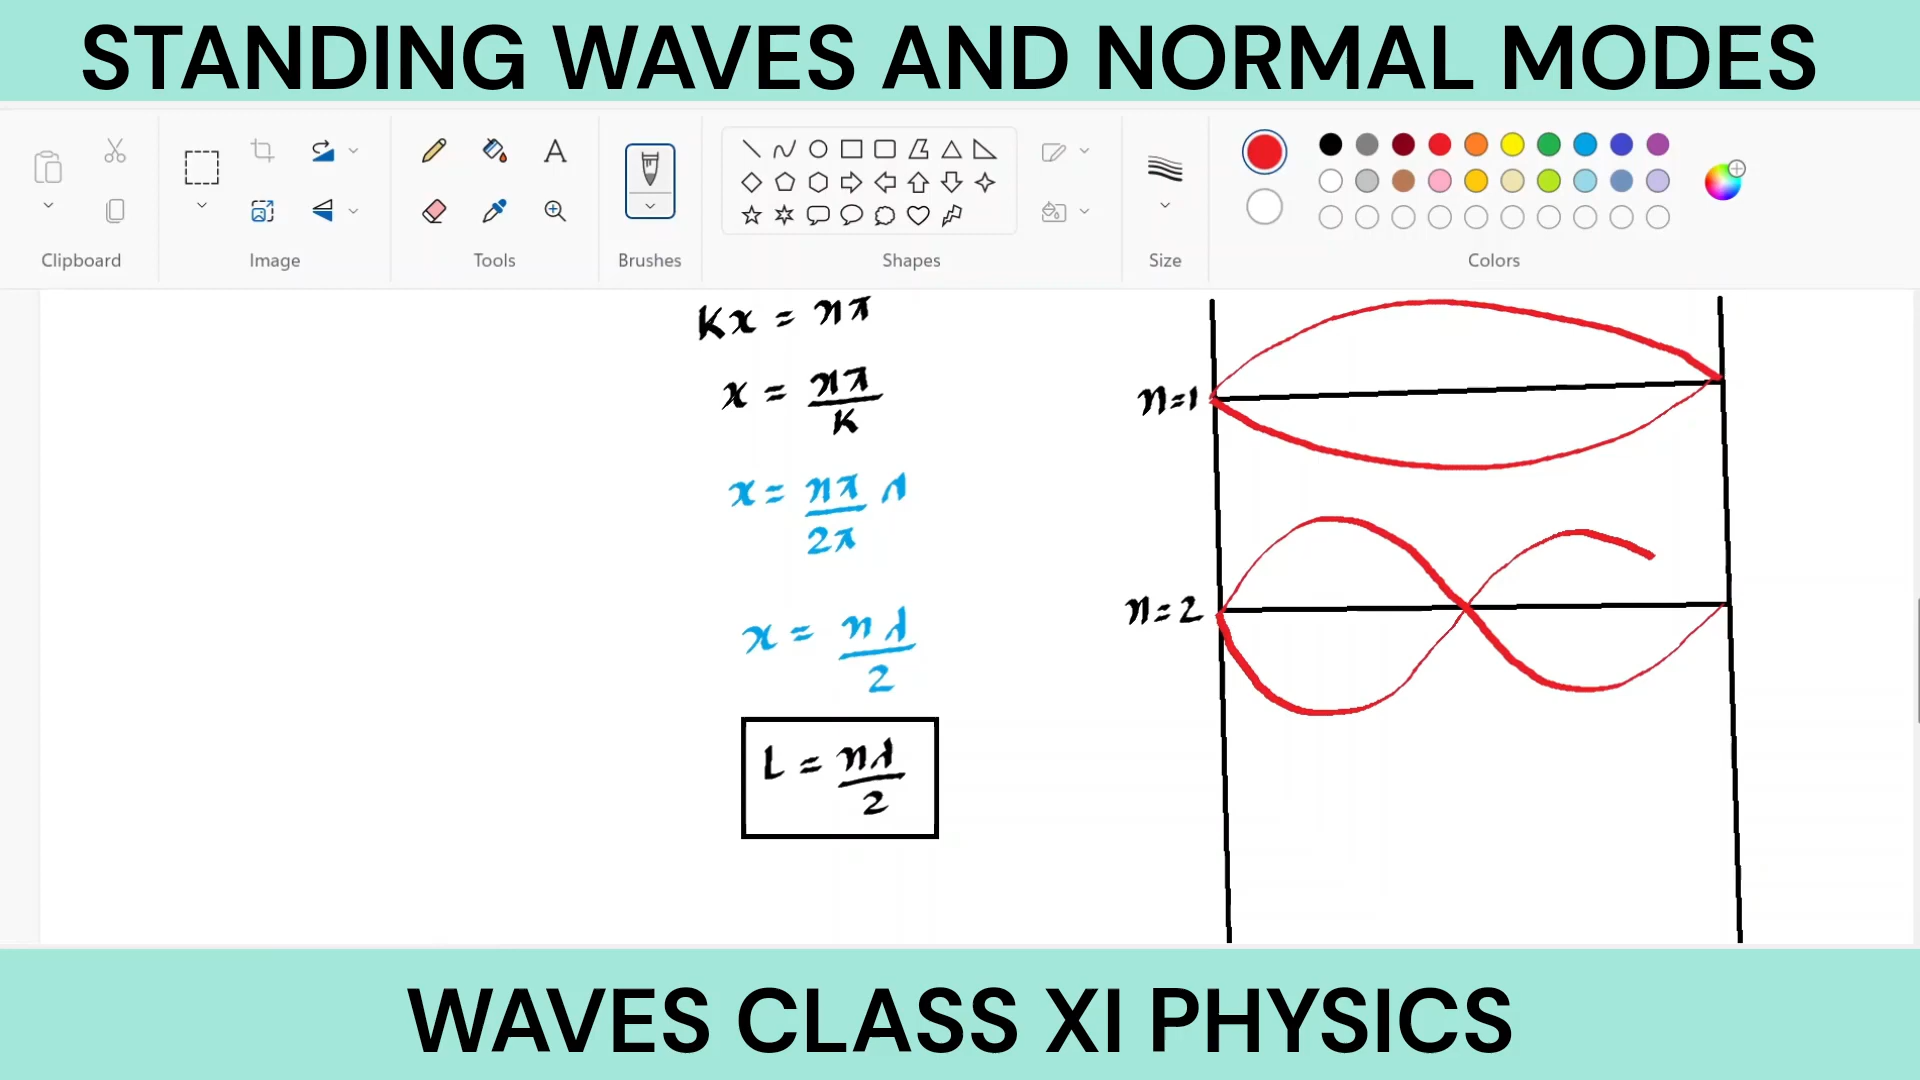 STANDING WAVES AND NORMAL MODES
Clipboard Image Tools Brushes Shapes Size Colors
Kx = nπ
x = nπ/K
x = nπ/2π λ
x = nλ/2
L = nλ/2
n=1
n=2
WAVES CLASS XI PHYSICS